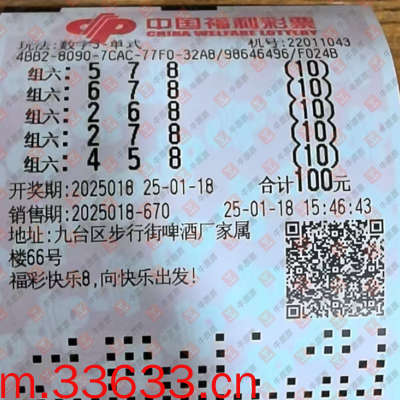 中国福利彩票
CHINA WELFARE LOTTERY
玩法:数字3-单式 机号:22011043
4BB2-8090-7CAC-77F0-32A8/98646496/F024B
组六: 5 7 8 (10)
组六: 6 7 8 (10)
组六: 2 6 8 (10)
组六: 2 7 8 (10)
组六: 4 5 8 (10)
开奖期:2025018 25-01-18 合计100元
销售期:2025018-670 25-01-18 15:46:43
地址:九台区步行街啤酒厂家属
楼66号
福彩快乐8,向快乐出发!
m.33633.cn